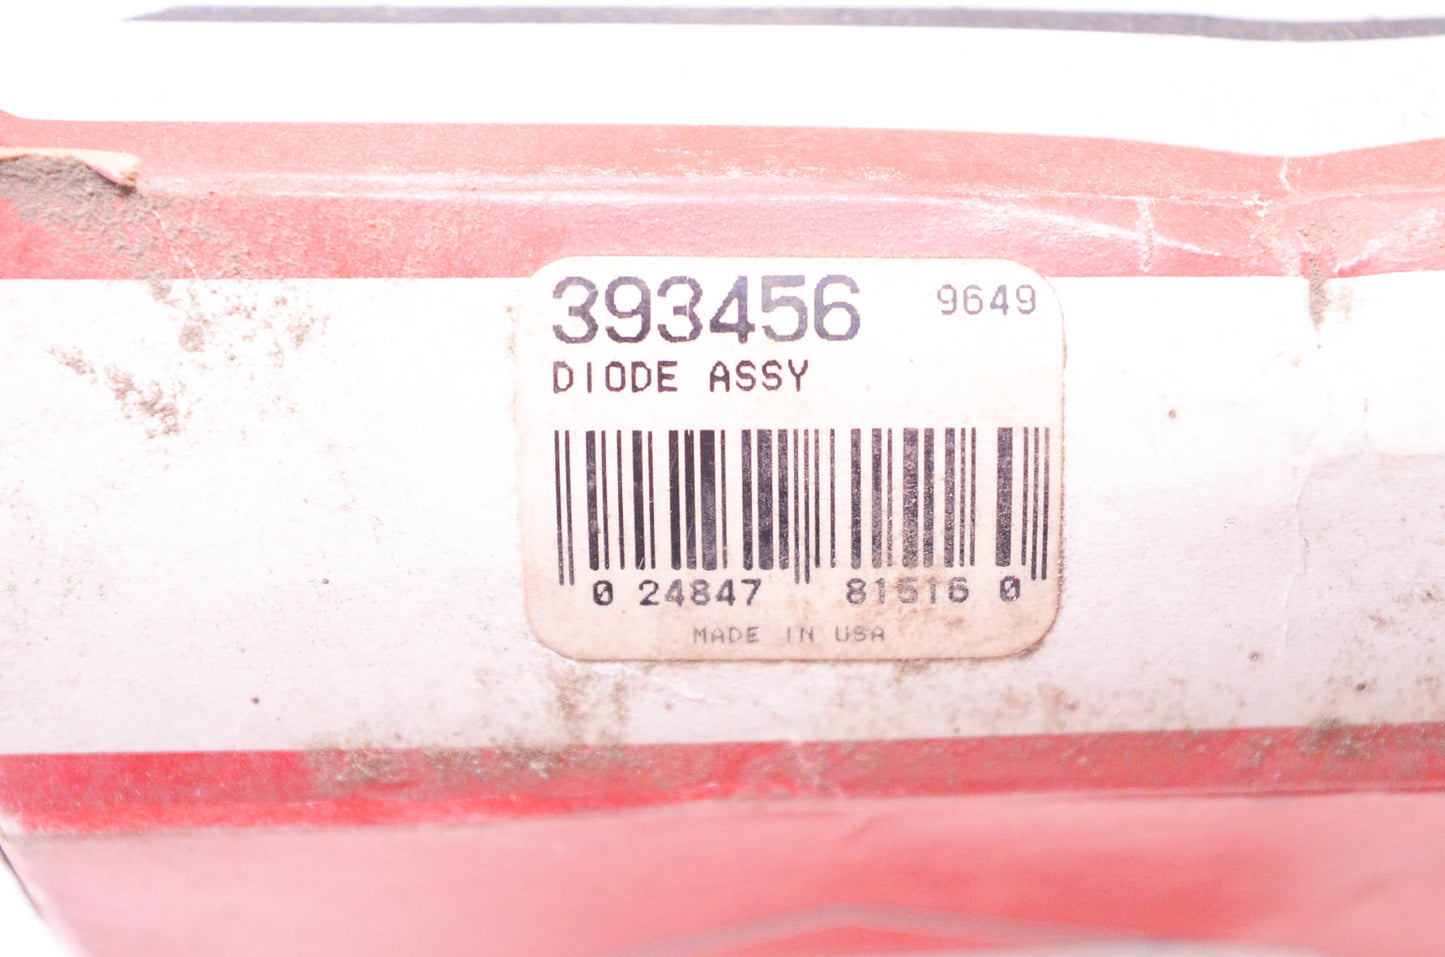 393456 9649
DIODE ASSY
0 24847 81516 0
MADE IN USA